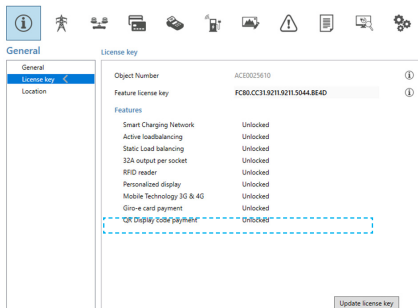 General
License key
General
License key
Location
Object Number ACE0025610
Feature license key FC80.CC31.9211.9211.5044.BE4D
Features
Smart Charging Network Unlocked
Active loadbalancing Unlocked
Static Load balancing Unlocked
32A output per socket Unlocked
RFID reader Unlocked
Personalized display Unlocked
Mobile Technology 3G & 4G Unlocked
Giro-e card payment Unlocked
QR Display code payment Unlocked
Update license key